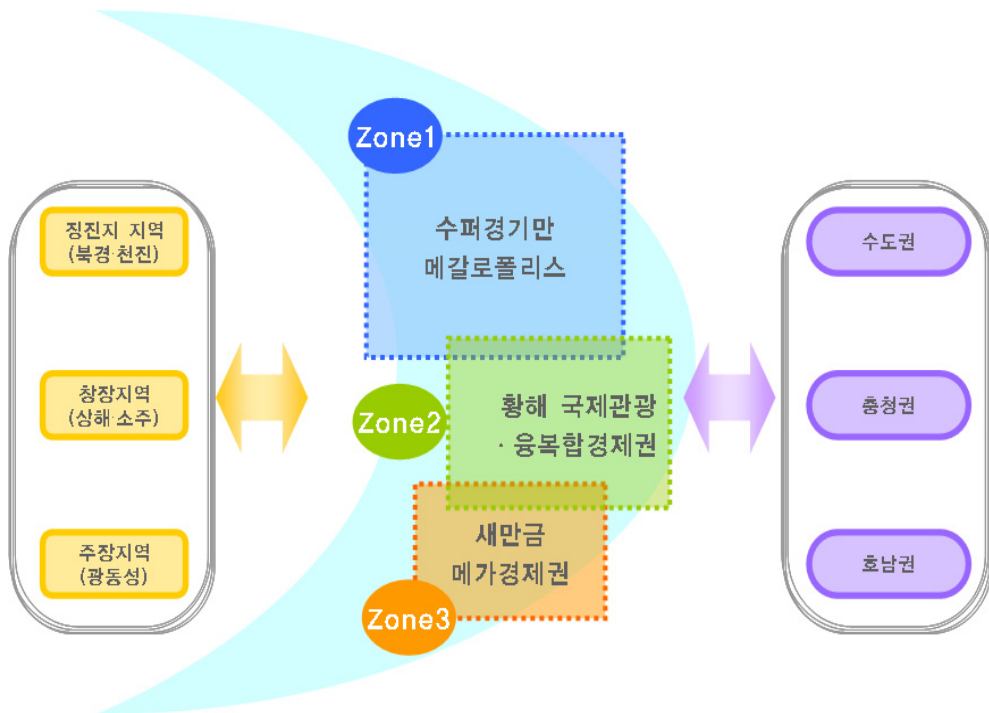 Zone1
수퍼경기만
메갈로폴리스
징진지 지역
(북경·천진)
창장지역
(상해·소주)
주장지역
(광동성)
Zone2
황해 국제관광
·융복합경제권
새만금
메가경제권
Zone3
수도권
충청권
호남권